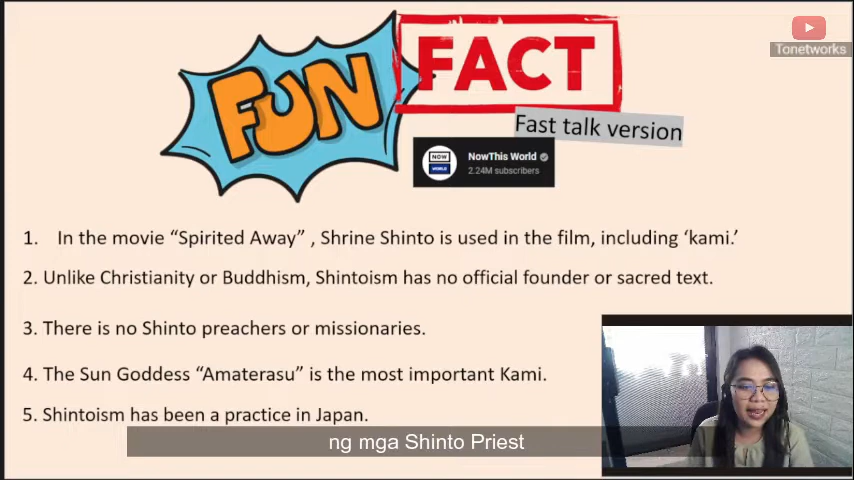 Tonetworks
FUN
FACT
Fast talk version
NOW
WORLD
NowThis World
2.24M subscribers
1. In the movie “Spirited Away” , Shrine Shinto is used in the film, including ‘kami.’
2. Unlike Christianity or Buddhism, Shintoism has no official founder or sacred text.
3. There is no Shinto preachers or missionaries.
4. The Sun Goddess “Amaterasu” is the most important Kami.
5. Shintoism has been a practice in Japan.
ng mga Shinto Priest